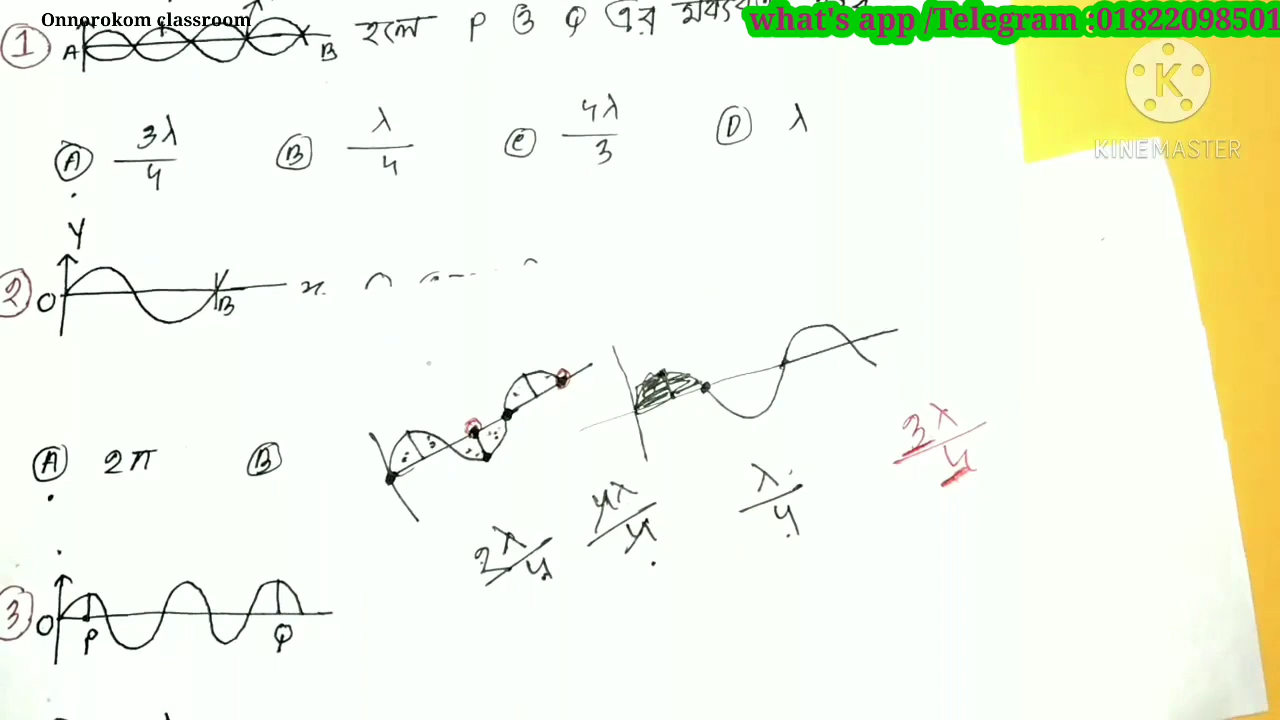 Onnorokom classroom
what's app /Telegram :01822098501
K
KINEMASTER
1 A B হলে P ও Q এর
A 3λ/4 B λ/4 C 4λ/3 D λ
2 Y O B x
A 2π B
2λ/4 4λ/4 λ/4 3λ/4
3 O P Q